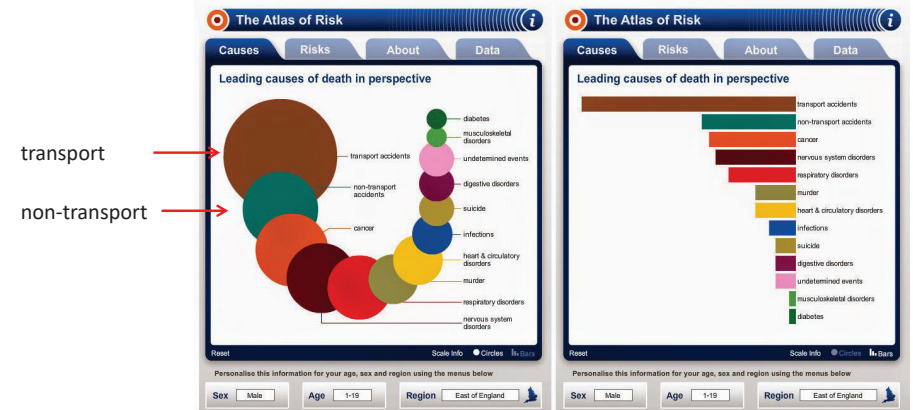 transport
non-transport
The Atlas of Risk
i
Causes Risks About Data
Leading causes of death in perspective
transport accidents
non-transport
accidents
cancer
nervous system
disorders
respiratory disorders
murder
heart & circulatory
disorders
infections
suicide
digestive disorders
undetemined events
musculoskeletal
disorders
diabetes
Reset Scale Info Circles Bars
Personalise this information for your age, sex and region using the menus below
Sex Male Age 1-19 Region East of England
The Atlas of Risk
i
Causes Risks About Data
Leading causes of death in perspective
transport accidents
non-transport accidents
cancer
nervous system disorders
respiratory disorders
murder
heart & circulatory disorders
infections
suicide
digestive disorders
undetemined events
musculoskeletal disorders
diabetes
Reset Scale Info Circles Bars
Personalise this information for your age, sex and region using the menus below
Sex Male Age 1-19 Region East of England